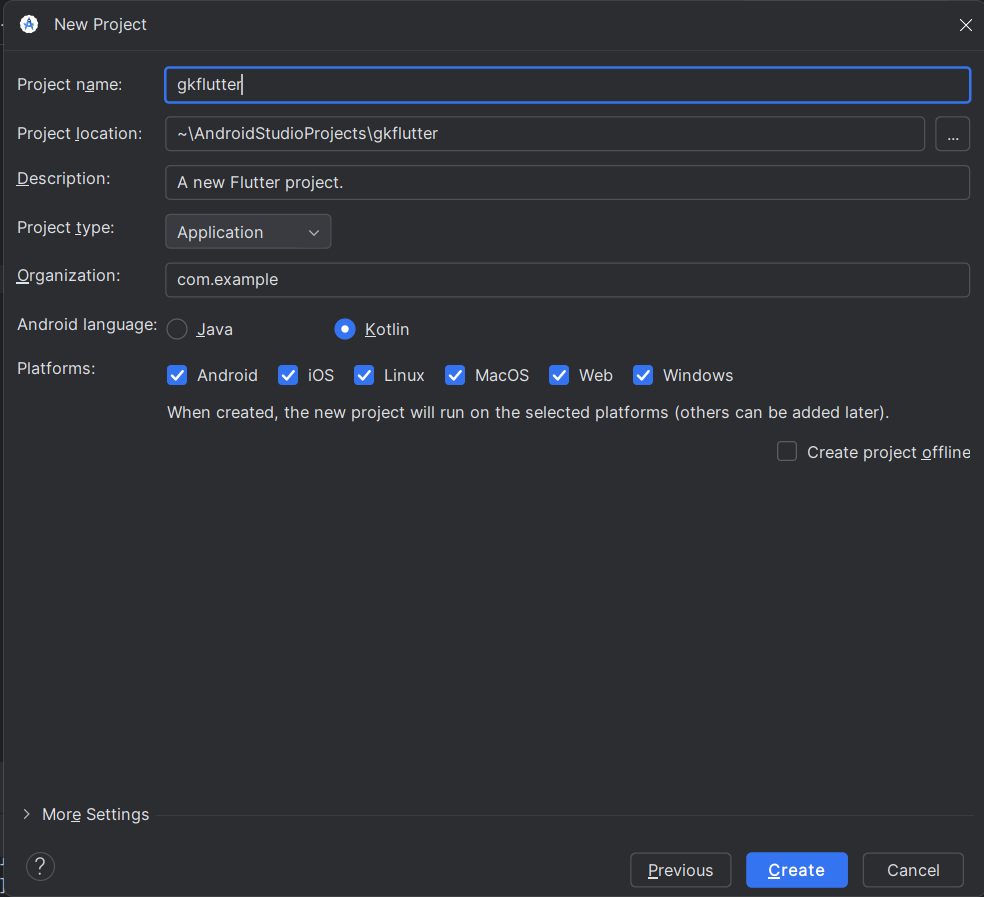 New Project
Project name: gkflutter
Project location: ~\AndroidStudioProjects\gkflutter ...
Description: A new Flutter project.
Project type: Application
Organization: com.example
Android language: Java Kotlin
Platforms: Android iOS Linux MacOS Web Windows
When created, the new project will run on the selected platforms (others can be added later).
Create project offline
More Settings
? Previous Create Cancel